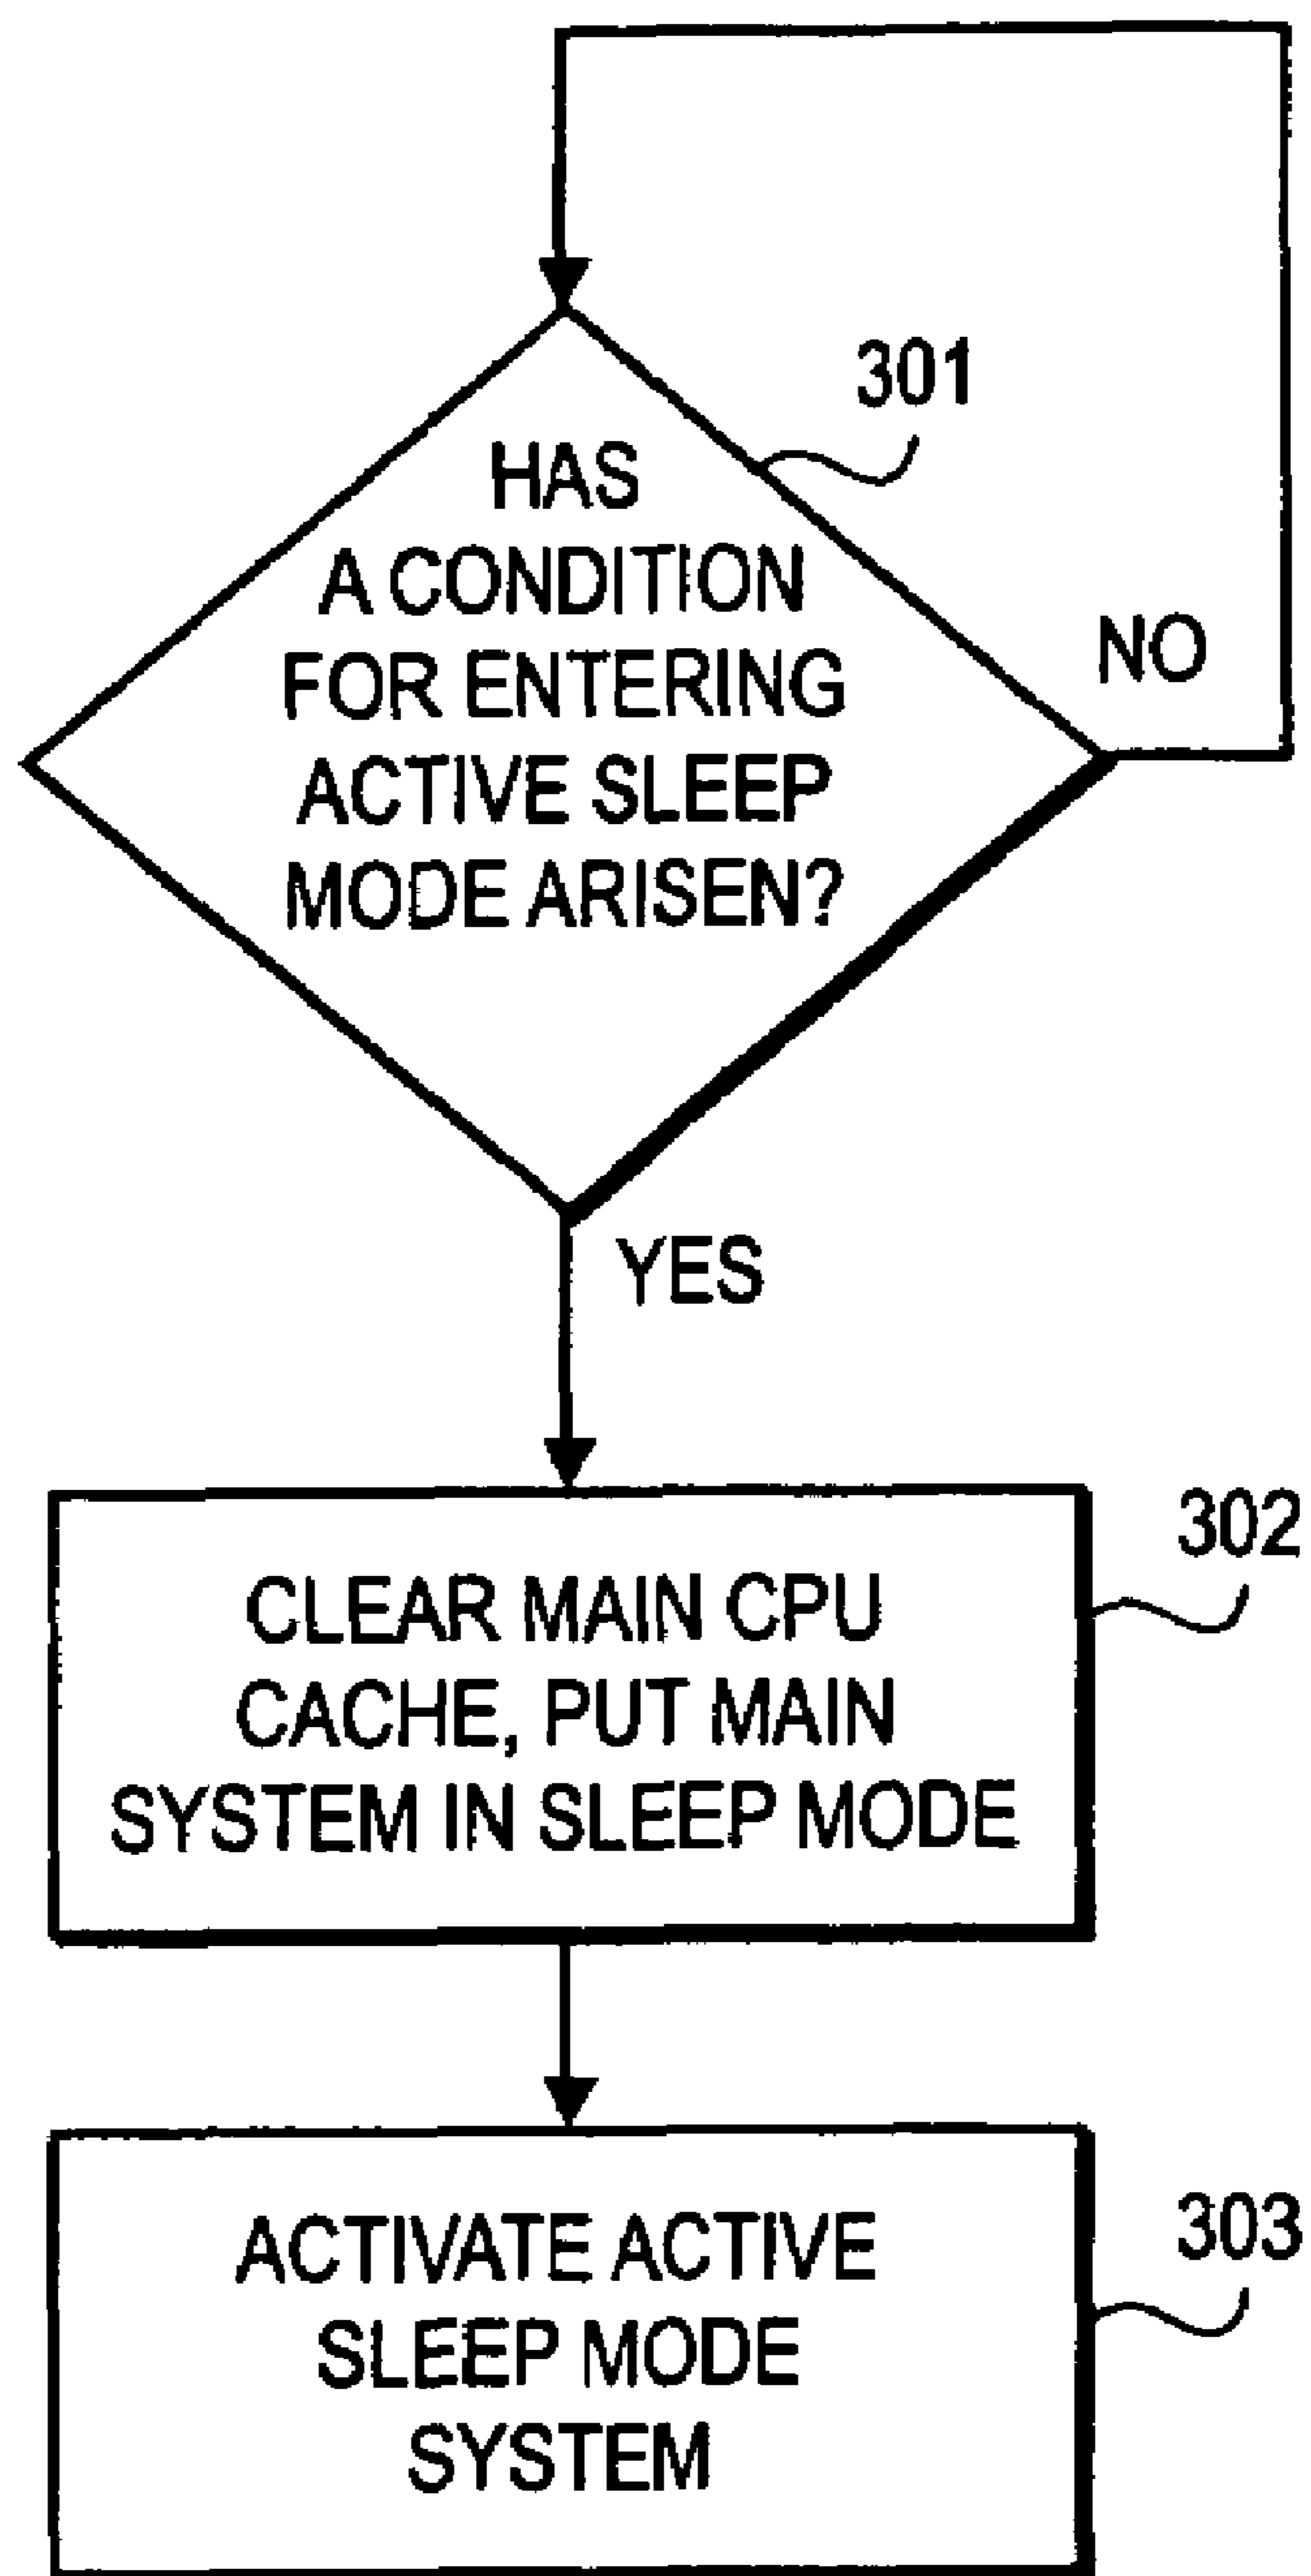 301
HAS
A CONDITION
FOR ENTERING
ACTIVE SLEEP
MODE ARISEN?
NO
YES
302
CLEAR MAIN CPU
CACHE, PUT MAIN
SYSTEM IN SLEEP MODE
303
ACTIVATE ACTIVE
SLEEP MODE
SYSTEM